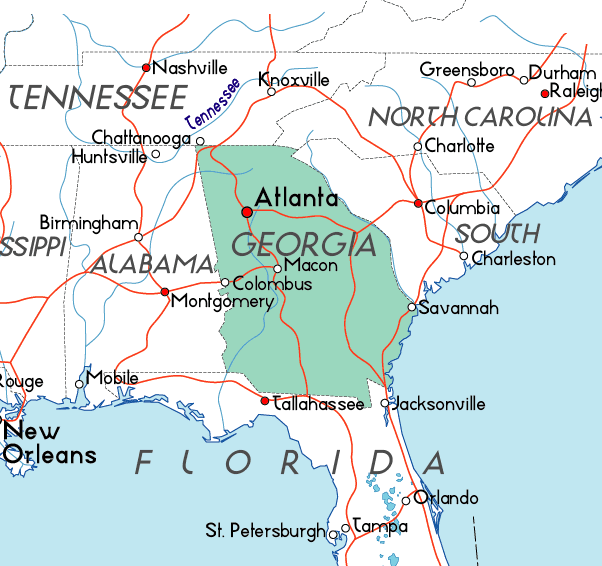 Nashville
TENNESSEE
Tennessee
Knoxville
Greensboro
Durham
Raleigh
NORTH CAROLINA
Chattanooga
Huntsville
Charlotte
Atlanta
Columbia
Birmingham
SSIPPI
ALABAMA
GEORGIA
SOUTH
Charleston
Macon
Colombus
Montgomery
Savannah
Rouge
Mobile
Tallahassee
Jacksonville
New
Orleans
FLORIDA
Orlando
St. Petersburgh
Tampa